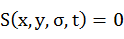 S(x,y,σ,t) = 0